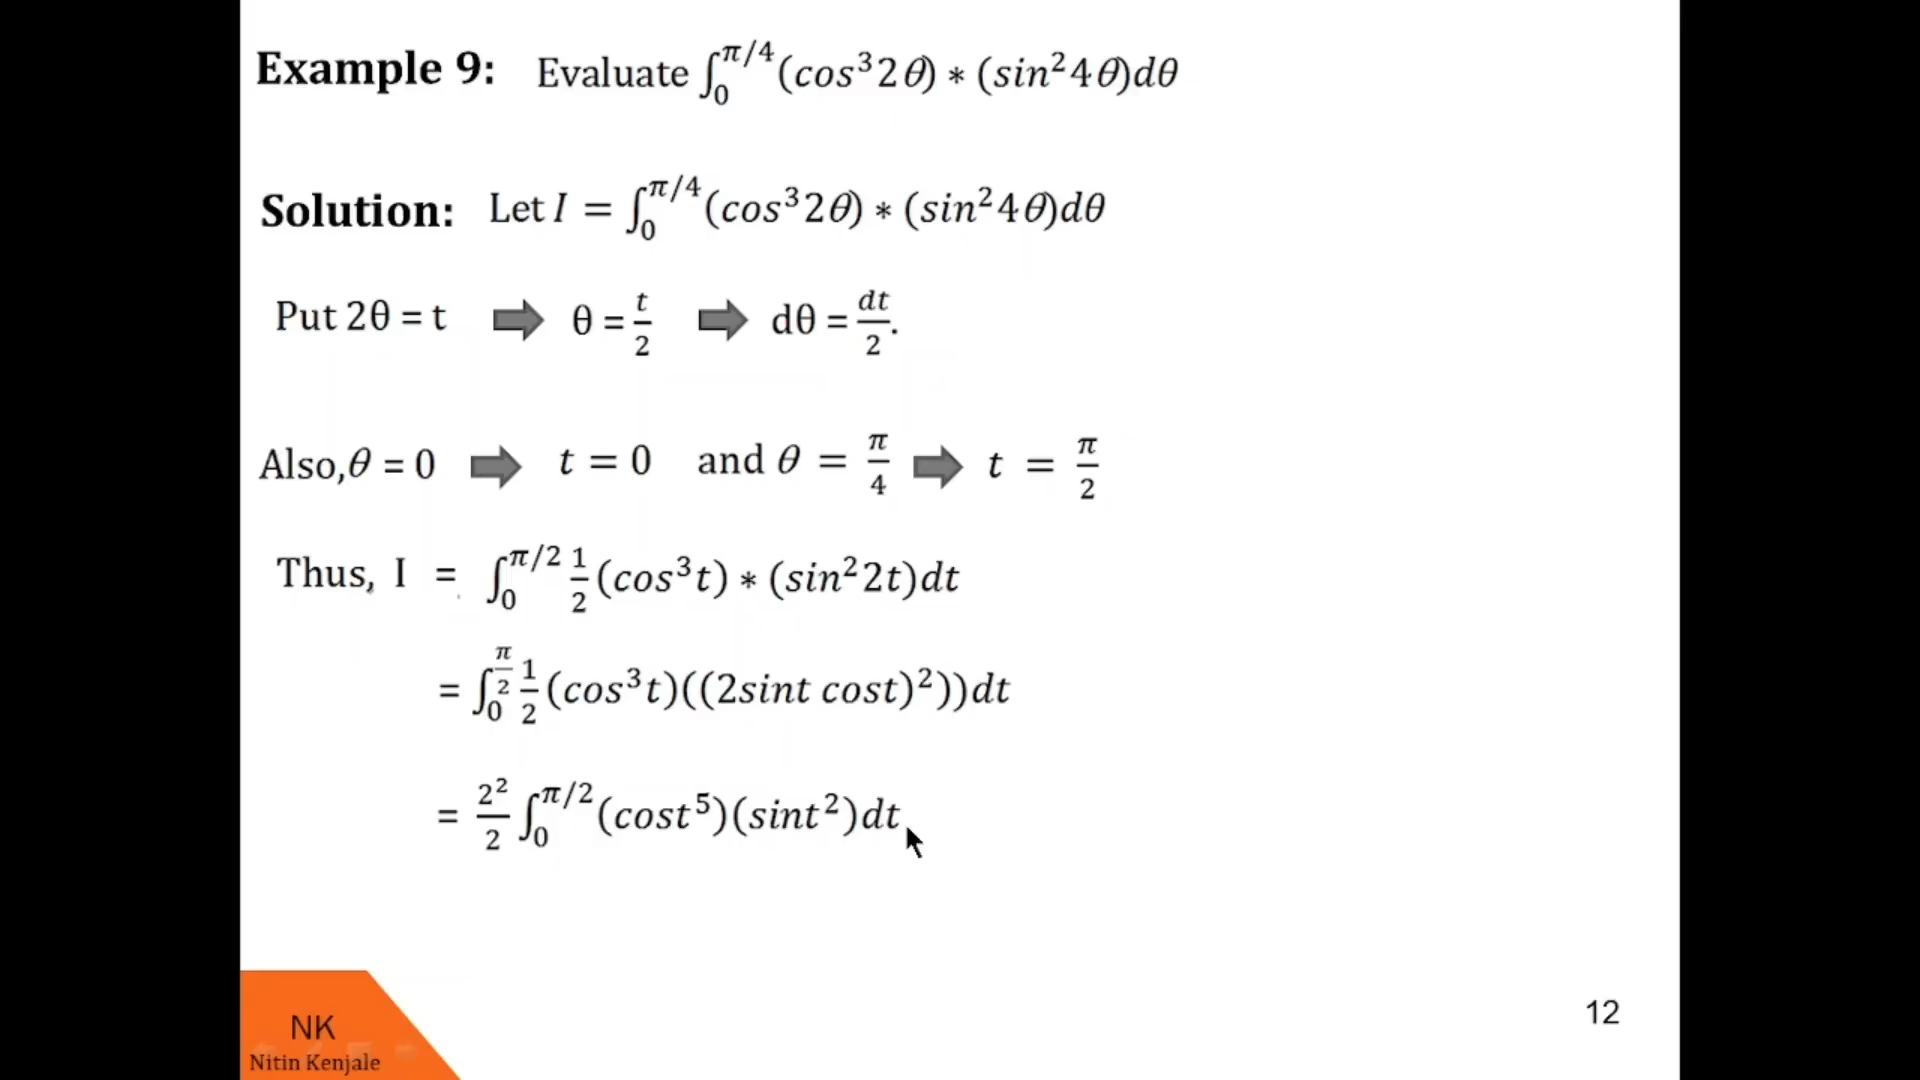 Example 9: Evaluate ∫₀^{π/4}(cos³2θ) ∗ (sin²4θ)dθ
Solution: Let I = ∫₀^{π/4}(cos³2θ) ∗ (sin²4θ)dθ
Put 2θ = t ➡ θ = t/2 ➡ dθ = dt/2.
Also,θ = 0 ➡ t = 0 and θ = π/4 ➡ t = π/2
Thus, I = ∫₀^{π/2} 1/2 (cos³t) ∗ (sin²2t)dt
= ∫₀^{π/2} 1/2 (cos³t)((2sint cost)²))dt
= 2²/2 ∫₀^{π/2}(cost⁵)(sint²)dt
NK
Nitin Kenjale
12